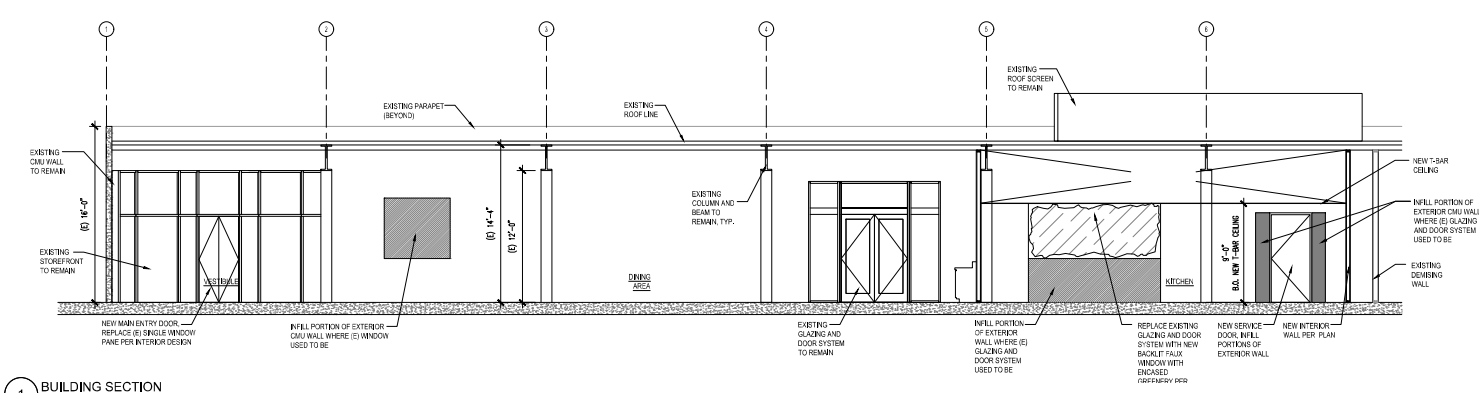 1
2
3
4
5
6
EXISTING
ROOF SCREEN
TO REMAIN
EXISTING PARAPET
(BEYOND)
EXISTING
ROOF LINE
EXISTING
CMU WALL
TO REMAIN
(E) 16'-0"
EXISTING
STOREFRONT
TO REMAIN
VESTIBULE
(E) 14'-4"
(E) 12'-0"
DINING
AREA
EXISTING
COLUMN AND
BEAM TO
REMAIN, TYP.
9'-0"
B.O. NEW T-BAR CEILING
KITCHEN
NEW T-BAR
CEILING
INFILL PORTION OF
EXTERIOR CMU WALL
WHERE (E) GLAZING
AND DOOR SYSTEM
USED TO BE
EXISTING
DEMISING
WALL
NEW MAIN ENTRY DOOR,
REPLACE (E) SINGLE WINDOW
PANE PER INTERIOR DESIGN
INFILL PORTION OF EXTERIOR
CMU WALL WHERE (E) WINDOW
USED TO BE
EXISTING
GLAZING AND
DOOR SYSTEM
TO REMAIN
INFILL PORTION
OF EXTERIOR
WALL WHERE (E)
GLAZING AND
DOOR SYSTEM
USED TO BE
REPLACE EXISTING
GLAZING AND DOOR
SYSTEM WITH NEW
BACKLIT FAUX
WINDOW WITH
ENCASED
GREENERY PER
NEW SERVICE
DOOR, INFILL
PORTIONS OF
EXTERIOR WALL
NEW INTERIOR
WALL PER PLAN
1
BUILDING SECTION